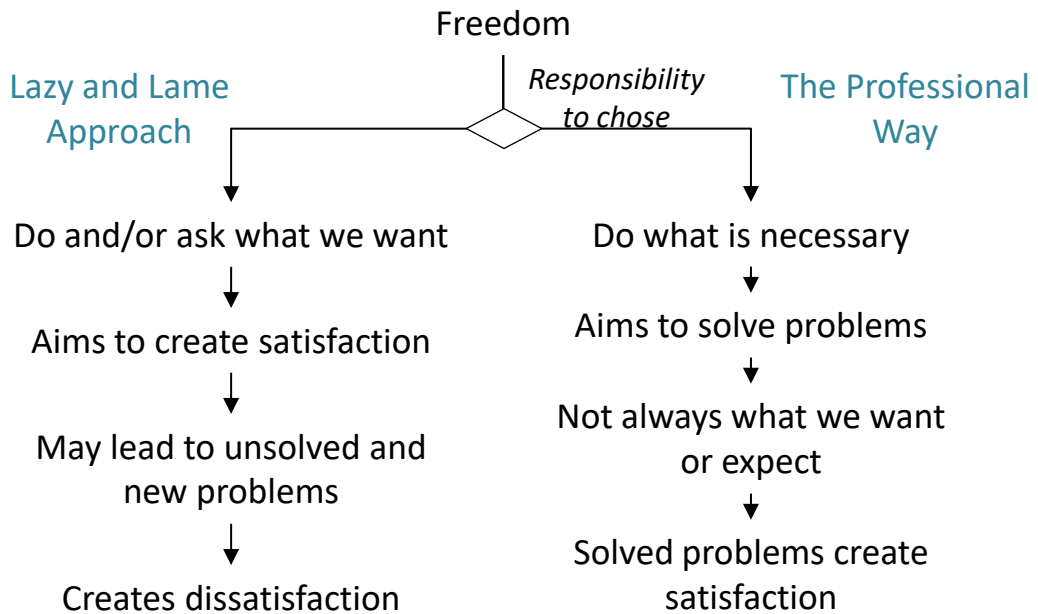 Freedom
Responsibility
to chose
Lazy and Lame
Approach
The Professional
Way
Do and/or ask what we want
Aims to create satisfaction
May lead to unsolved and
new problems
Creates dissatisfaction
Do what is necessary
Aims to solve problems
Not always what we want
or expect
Solved problems create
satisfaction